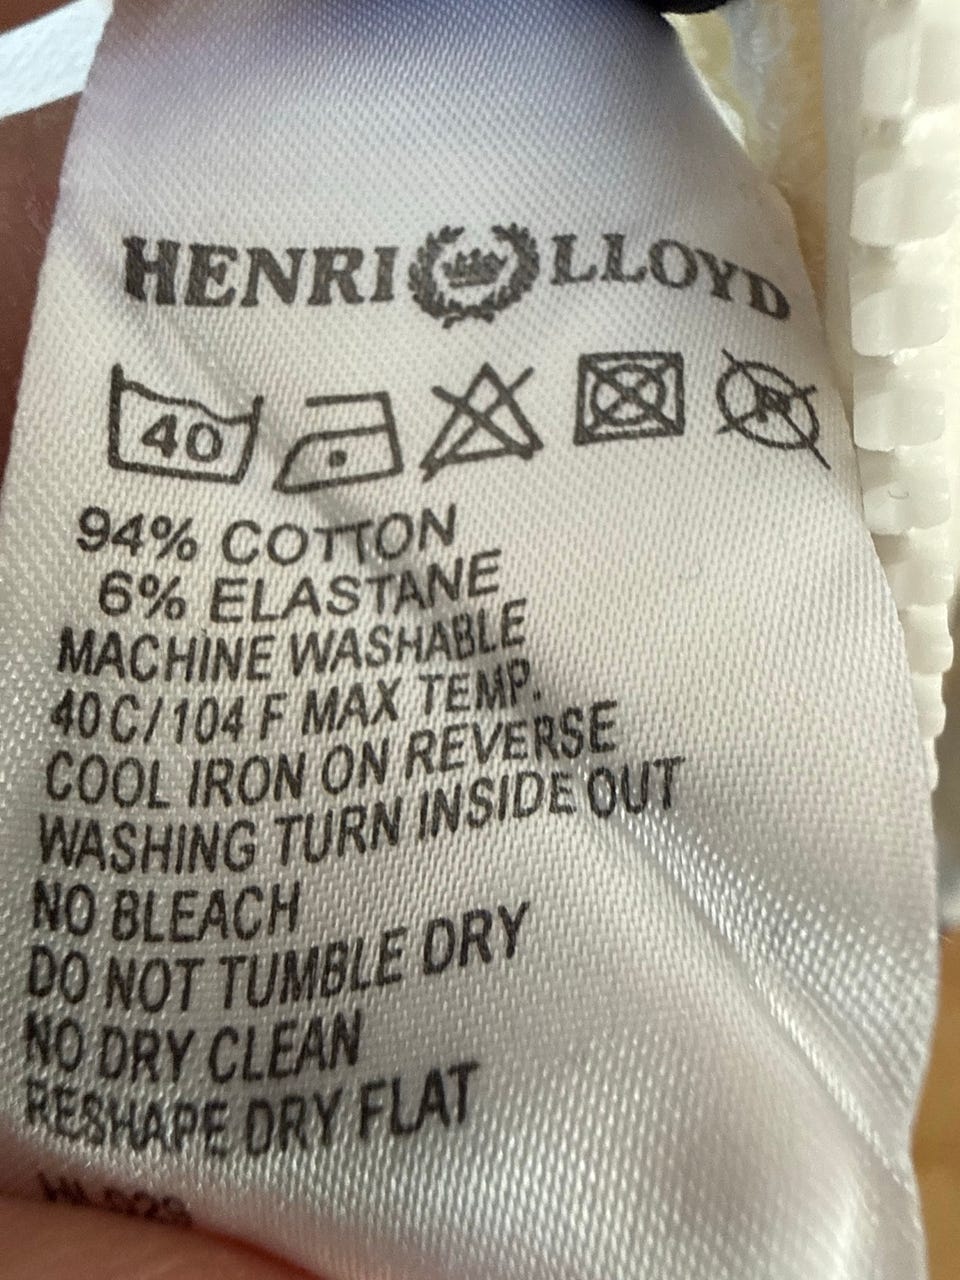 HENRI LLOYD
40 P
94% COTTON
6% ELASTANE
MACHINE WASHABLE
40C/104 F MAX TEMP.
COOL IRON ON REVERSE
WASHING TURN INSIDE OUT
NO BLEACH
DO NOT TUMBLE DRY
NO DRY CLEAN
RESHAPE DRY FLAT